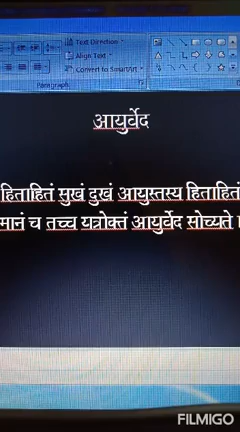 Text Direction
Align Text
Convert to SmartArt
Paragraph
आयुर्वेद
हिताहितं सुखं दुखं आयुस्तस्य हिताहितं
मानं च तच्च यत्रोक्तं आयुर्वेद सोच्यते
FILMIGO